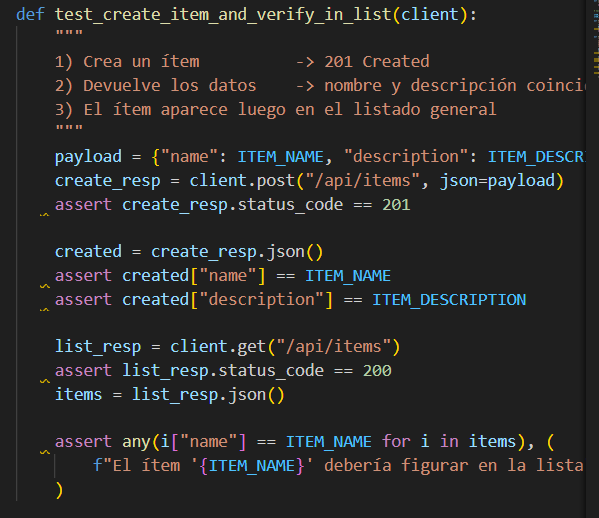 def test_create_item_and_verify_in_list(client):
"""
1) Crea un ítem -> 201 Created
2) Devuelve los datos -> nombre y descripción
3) El ítem aparece luego en el listado general
"""
payload = {"name": ITEM_NAME, "description":
create_resp = client.post("/api/items", json=payload)
assert create_resp.status_code == 201
created = create_resp.json()
assert created["name"] == ITEM_NAME
assert created["description"] == ITEM_DESCRIPTION
list_resp = client.get("/api/items")
assert list_resp.status_code == 200
items = list_resp.json()
assert any(i["name"] == ITEM_NAME for i in items), (
f"El ítem '{ITEM_NAME}' debería figurar en la lista
)